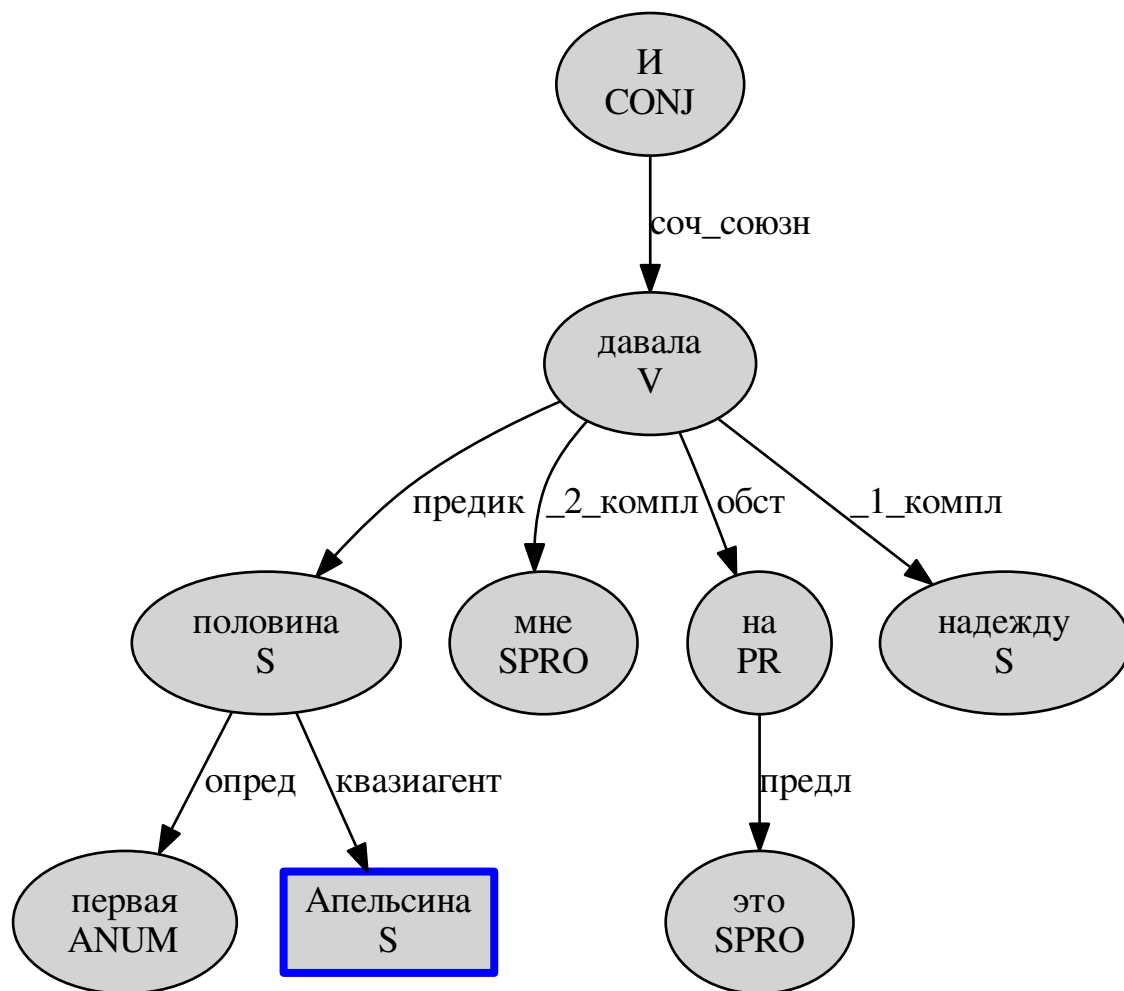 И
CONJ
соч_союзн
давала
V
предик
_2_компл
обст
_1_компл
половина
S
мне
SPRO
на
PR
надежду
S
опред
квазиагент
предл
первая
ANUM
Апельсина
S
это
SPRO